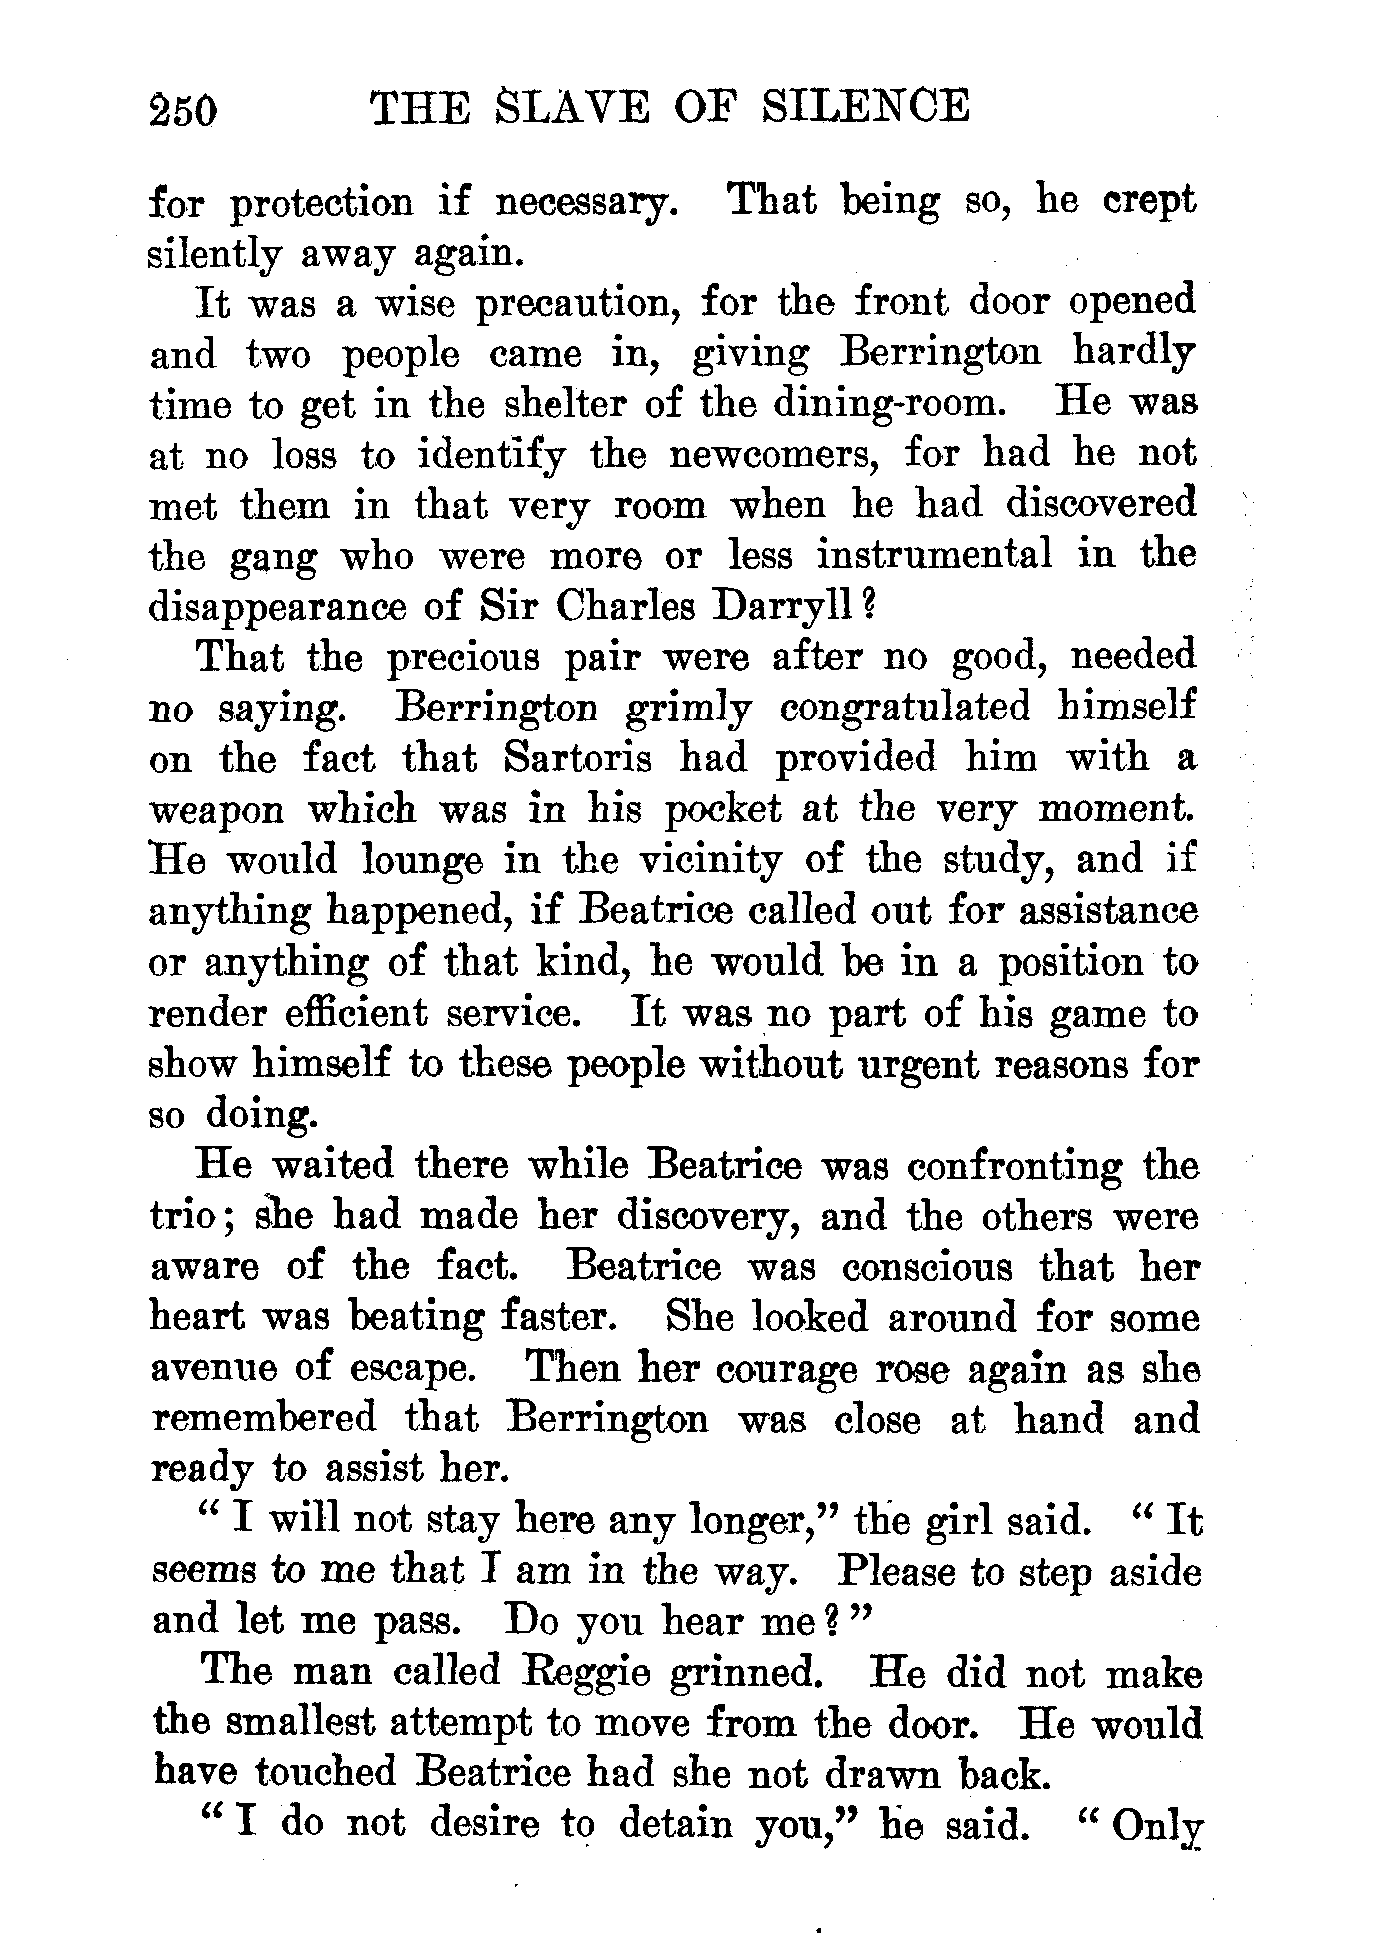 250 THE SLAVE OF SILENCE
for protection if necessary. That being so, he crept
silently away again.
It was a wise precaution, for the front door opened
and two people came in, giving Berrington hardly
time to get in the shelter of the dining-room. He was
at no loss to identify the newcomers, for had he not
met them in that very room when he had discovered
the gang who were more or less instrumental in the
disappearance of Sir Charles Darryll?
That the precious pair were after no good, needed
no saying. Berrington grimly congratulated himself
on the fact that Sartoris had provided him with a
weapon which was in his pocket at the very moment.
He would lounge in the vicinity of the study, and if
anything happened, if Beatrice called out for assistance
or anything of that kind, he would be in a position to
render efficient service. It was no part of his game to
show himself to these people without urgent reasons for
so doing.
He waited there while Beatrice was confronting the
trio; she had made her discovery, and the others were
aware of the fact. Beatrice was conscious that her
heart was beating faster. She looked around for some
avenue of escape. Then her courage rose again as she
remembered that Berrington was close at hand and
ready to assist her.
“ I will not stay here any longer,” the girl said. “ It
seems to me that I am in the way. Please to step aside
and let me pass. Do you hear me?”
The man called Reggie grinned. He did not make
the smallest attempt to move from the door. He would
have touched Beatrice had she not drawn back.
“ I do not desire to detain you,” he said. “ Only